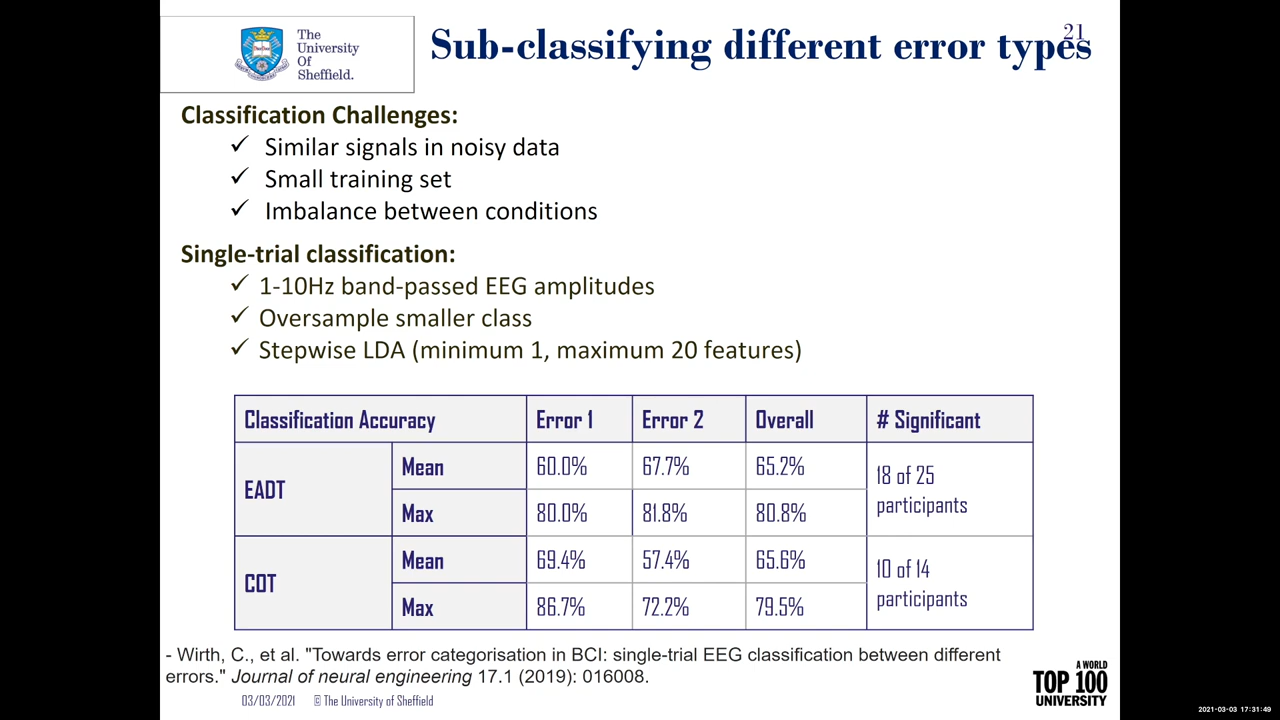 The
University
Of
Sheffield.
21
Sub-classifying different error types
Classification Challenges:
✓ Similar signals in noisy data
✓ Small training set
✓ Imbalance between conditions
Single-trial classification:
✓ 1-10Hz band-passed EEG amplitudes
✓ Oversample smaller class
✓ Stepwise LDA (minimum 1, maximum 20 features)
Classification Accuracy Error 1 Error 2 Overall # Significant
EADT Mean 60.0% 67.7% 65.2% 18 of 25 participants
Max 80.0% 81.8% 80.8%
COT Mean 69.4% 57.4% 65.6% 10 of 14 participants
Max 86.7% 72.2% 79.5%
- Wirth, C., et al. "Towards error categorisation in BCI: single-trial EEG classification between different
errors." Journal of neural engineering 17.1 (2019): 016008.
03/03/2021 © The University of Sheffield
A WORLD
TOP 100
UNIVERSITY
2021-03-03 17:31:49